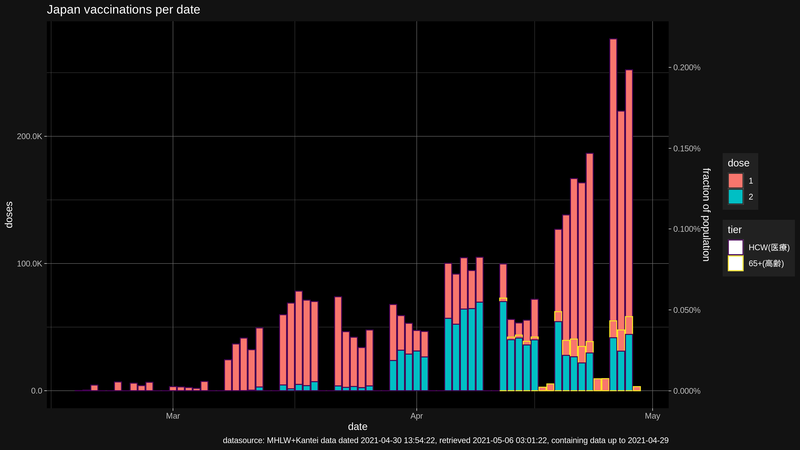 Japan vaccinations per date
doses
200.0K
100.0K
0.0
0.200%
0.150%
0.100%
0.050%
0.000%
fraction of population
Mar
Apr
May
date
dose
1
2
tier
HCW(医療)
65+(高齢)
datasource: MHLW+Kantei data dated 2021-04-30 13:54:22, retrieved 2021-05-06 03:01:22, containing data up to 2021-04-29